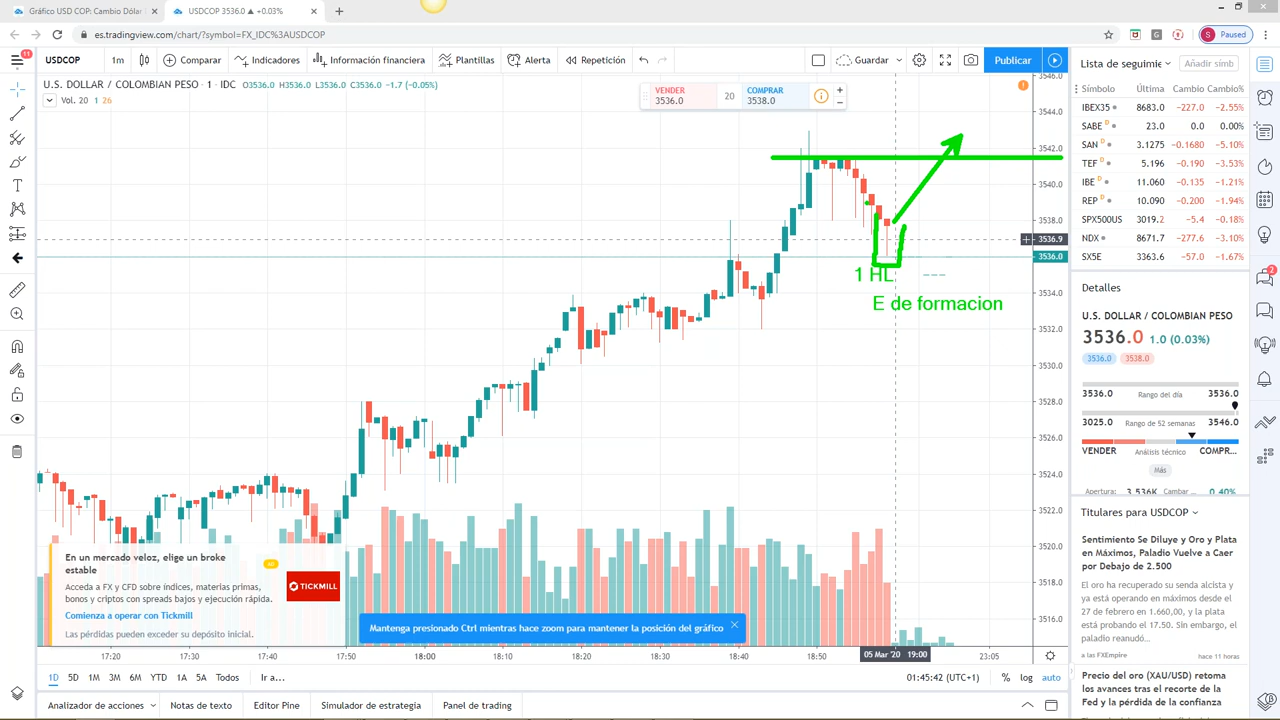 Gráfico USD COP: Cambio Dólar
USDCOP 3536.0 ▲ +0.03%
es.tradingview.com/chart/?symbol=FX_IDC%3AUSDCOP
S Paused
11
USDCOP 1m Comparar Indicadores Información financiera Plantillas Alerta Repetición Guardar Publicar
U.S. DOLLAR / COLOMBIAN PESO · 1 · IDC O3536.0 H3536.0 L3536.0 C3536.0 −1.7 (−0.05%)
Vol. 20 1 26
VENDER 3536.0 20 COMPRAR 3538.0
3546.0
3544.0
3542.0
3540.0
3538.0
3536.9
3536.0
3534.0
3532.0
3530.0
3528.0
3526.0
3524.0
3522.0
3520.0
3518.0
3516.0
1 HL
E de formacion
En un mercado veloz, elige un broke
estable
AD
Acceda a FX y CFD sobre índices, materias primas,
bonos y criptos con spreads bajos y ejecución rápida.
Comienza a operar con Tickmill
Las pérdidas pueden exceder su depósito inicial.
TICKMILL
Mantenga presionado Ctrl mientras hace zoom para mantener la posición del gráfico
17:20 17:30 17:40 17:50 18:00 18:10 18:20 18:30 18:40 18:50 05 Mar '20 19:00 23:05
1D 5D 1M 3M 6M YTD 1A 5A Todos Ir a... 01:45:42 (UTC+1) % log auto
Analizador de acciones Notas de texto Editor Pine Simulador de estrategia Panel de trading
Lista de seguimie Añadir símb
Símbolo Última Cambio Cambio%
IBEX35 8683.0 −227.0 −2.55%
SABE D 23.0 0.0 0.00%
SAN D 3.1275 −0.1680 −5.10%
TEF D 5.196 −0.190 −3.53%
IBE D 11.060 −0.135 −1.21%
REP D 10.090 −0.200 −1.94%
SPX500US 3019.2 −5.4 −0.18%
NDX 8671.7 −277.6 −3.10%
SX5E 3363.6 −57.0 −1.67%
2
Detalles
U.S. DOLLAR / COLOMBIAN PESO
3536.0 1.0 (0.03%)
3536.0 3538.0
3536.0 Rango del día 3536.0
3025.0 Rango de 52 semanas 3546.0
VENDER Análisis técnico COMPR...
Más
Apertura: 3.536K Cambar ... 0.40%
Titulares para USDCOP
Sentimiento Se Diluye y Oro y Plata
en Máximos, Paladio Vuelve a Caer
por Debajo de 2.500
El oro ha recuperado su senda alcista y
ya está operando en máximos desde el
27 de febrero en 1.660,00, y la plata
está probando el 17.50. Sin embargo, el
paladio reanudó...
a las FXEmpire hace 11 horas
Precio del oro (XAU/USD) retoma
los avances tras el recorte de la
Fed y la pérdida de la confianza